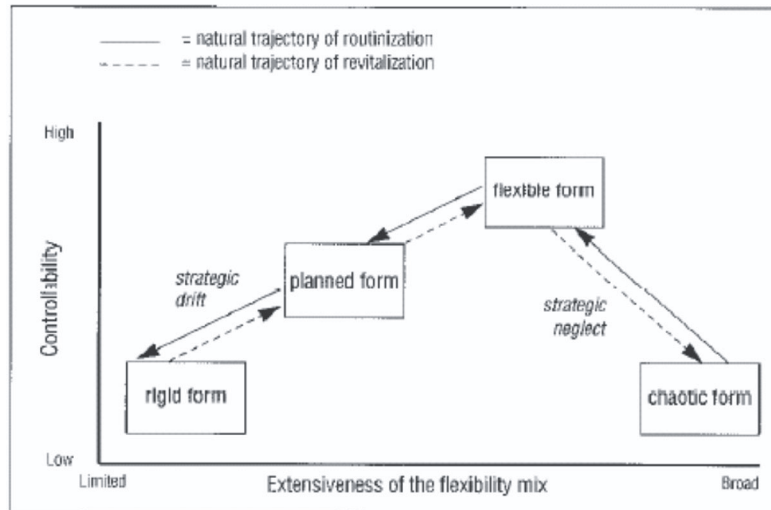 = natural trajectory of routinization
= natural trajectory of revitalization
High
flexible form
Controllability
strategic
drift
planned form
strategic
neglect
rigid form
chaotic form
Low
Limited
Extensiveness of the flexibility mix
Broad